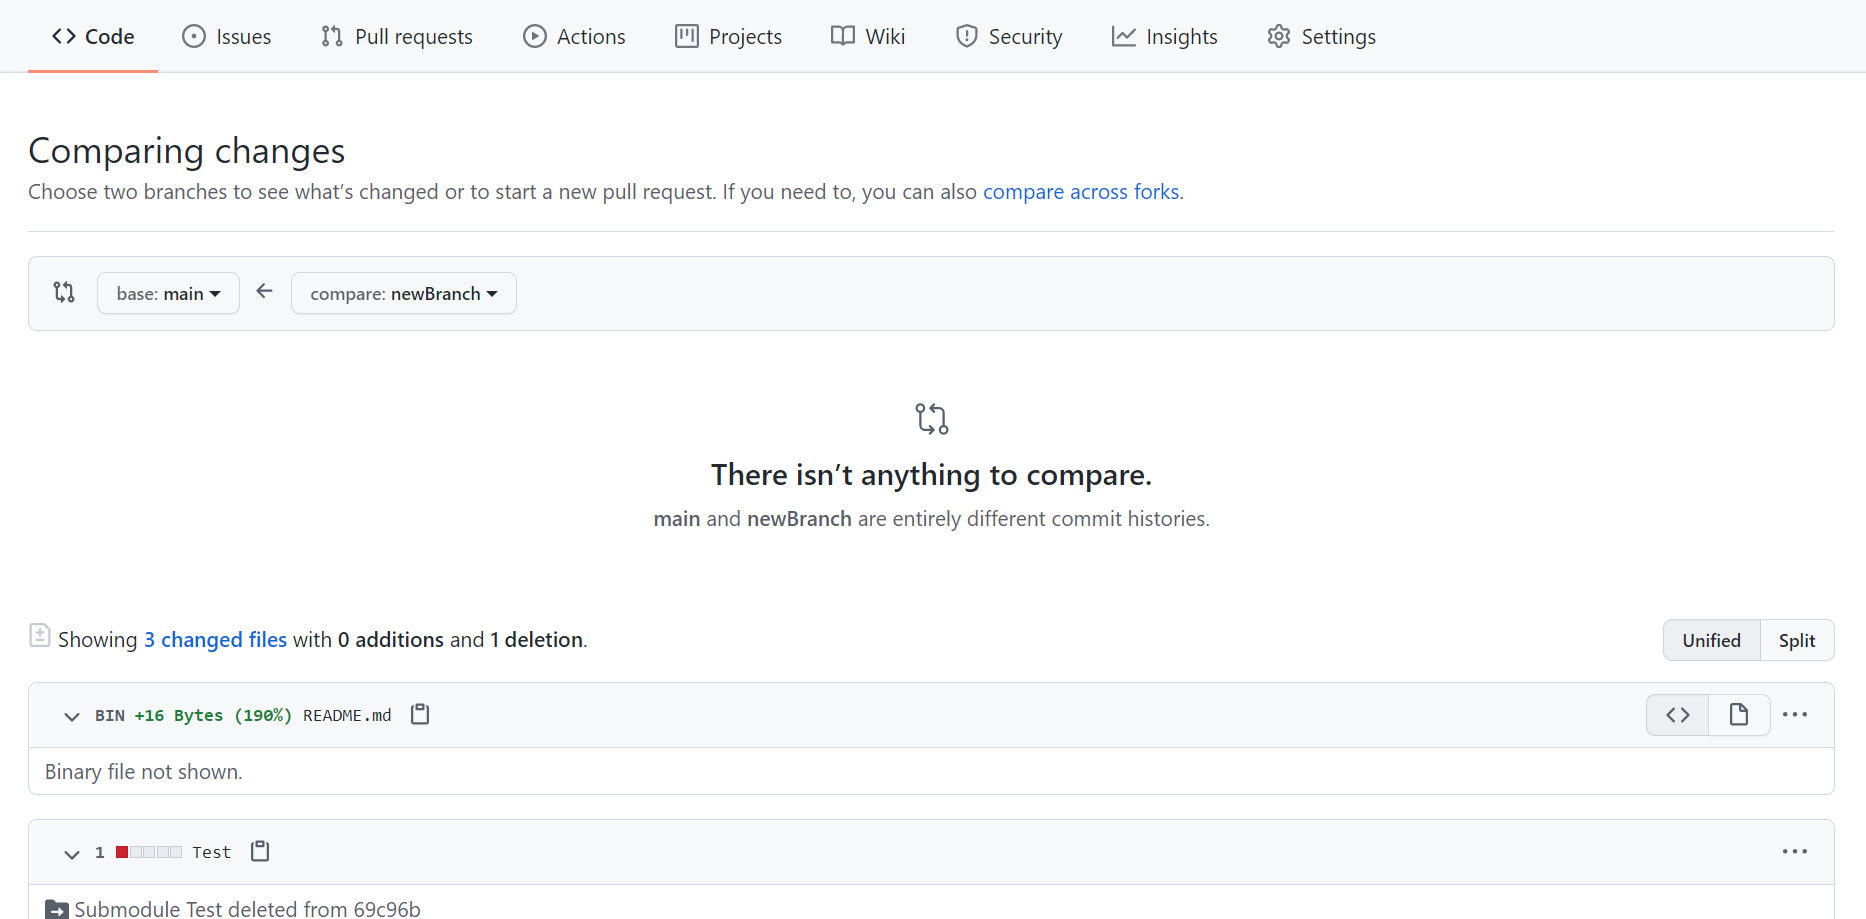 Code Issues Pull requests Actions Projects Wiki Security Insights Settings
Comparing changes
Choose two branches to see what’s changed or to start a new pull request. If you need to, you can also compare across forks.
base: main compare: newBranch
There isn’t anything to compare.
main and newBranch are entirely different commit histories.
Showing 3 changed files with 0 additions and 1 deletion.
Unified Split
BIN +16 Bytes (190%) README.md
Binary file not shown.
1 Test
Submodule Test deleted from 69c96b